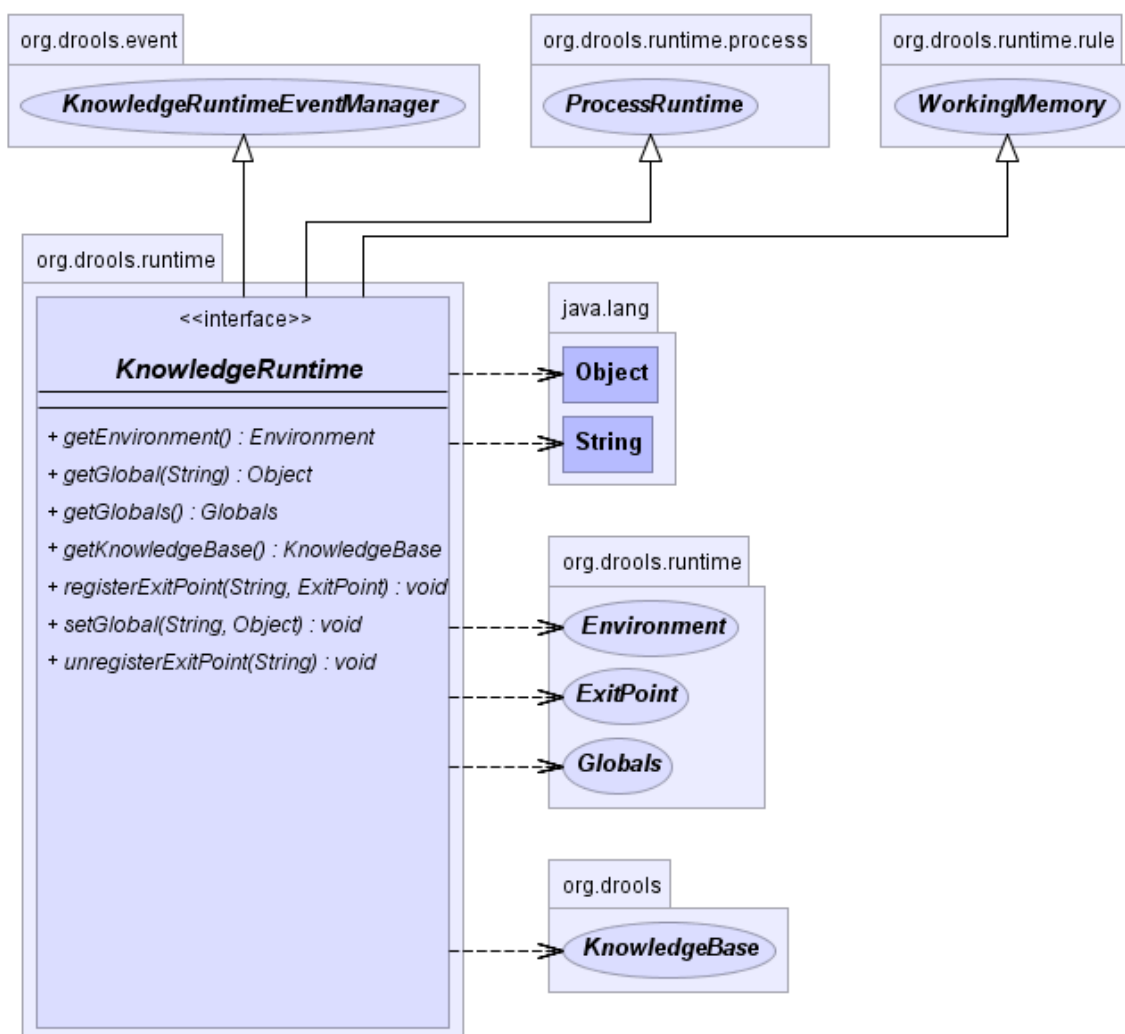 org.drools.event
KnowledgeRuntimeEventManager
org.drools.runtime.process
ProcessRuntime
org.drools.runtime.rule
WorkingMemory
org.drools.runtime
<<interface>>
KnowledgeRuntime
+ getEnvironment() : Environment
+ getGlobal(String) : Object
+ getGlobals() : Globals
+ getKnowledgeBase() : KnowledgeBase
+ registerExitPoint(String, ExitPoint) : void
+ setGlobal(String, Object) : void
+ unregisterExitPoint(String) : void
java.lang
Object
String
org.drools.runtime
Environment
ExitPoint
Globals
org.drools
KnowledgeBase